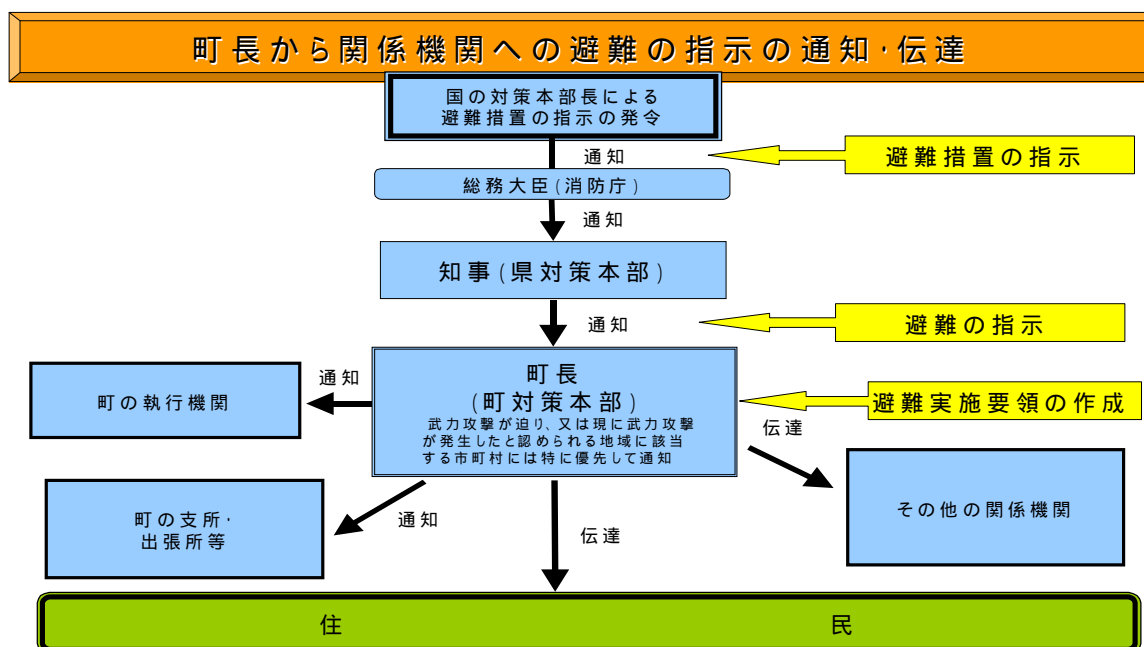 町長から関係機関への避難の指示の通知・伝達
国の対策本部長による
避難措置の指示の発令
通知
避難措置の指示
総務大臣(消防庁)
通知
知事(県対策本部)
通知
避難の指示
町長
(町対策本部)
武力攻撃が迫り、又は現に武力攻撃
が発生したと認められる地域に該当
する市町村には特に優先して通知
避難実施要領の作成
通知
町の執行機関
伝達
その他の関係機関
通知
町の支所・
出張所等
伝達
住民